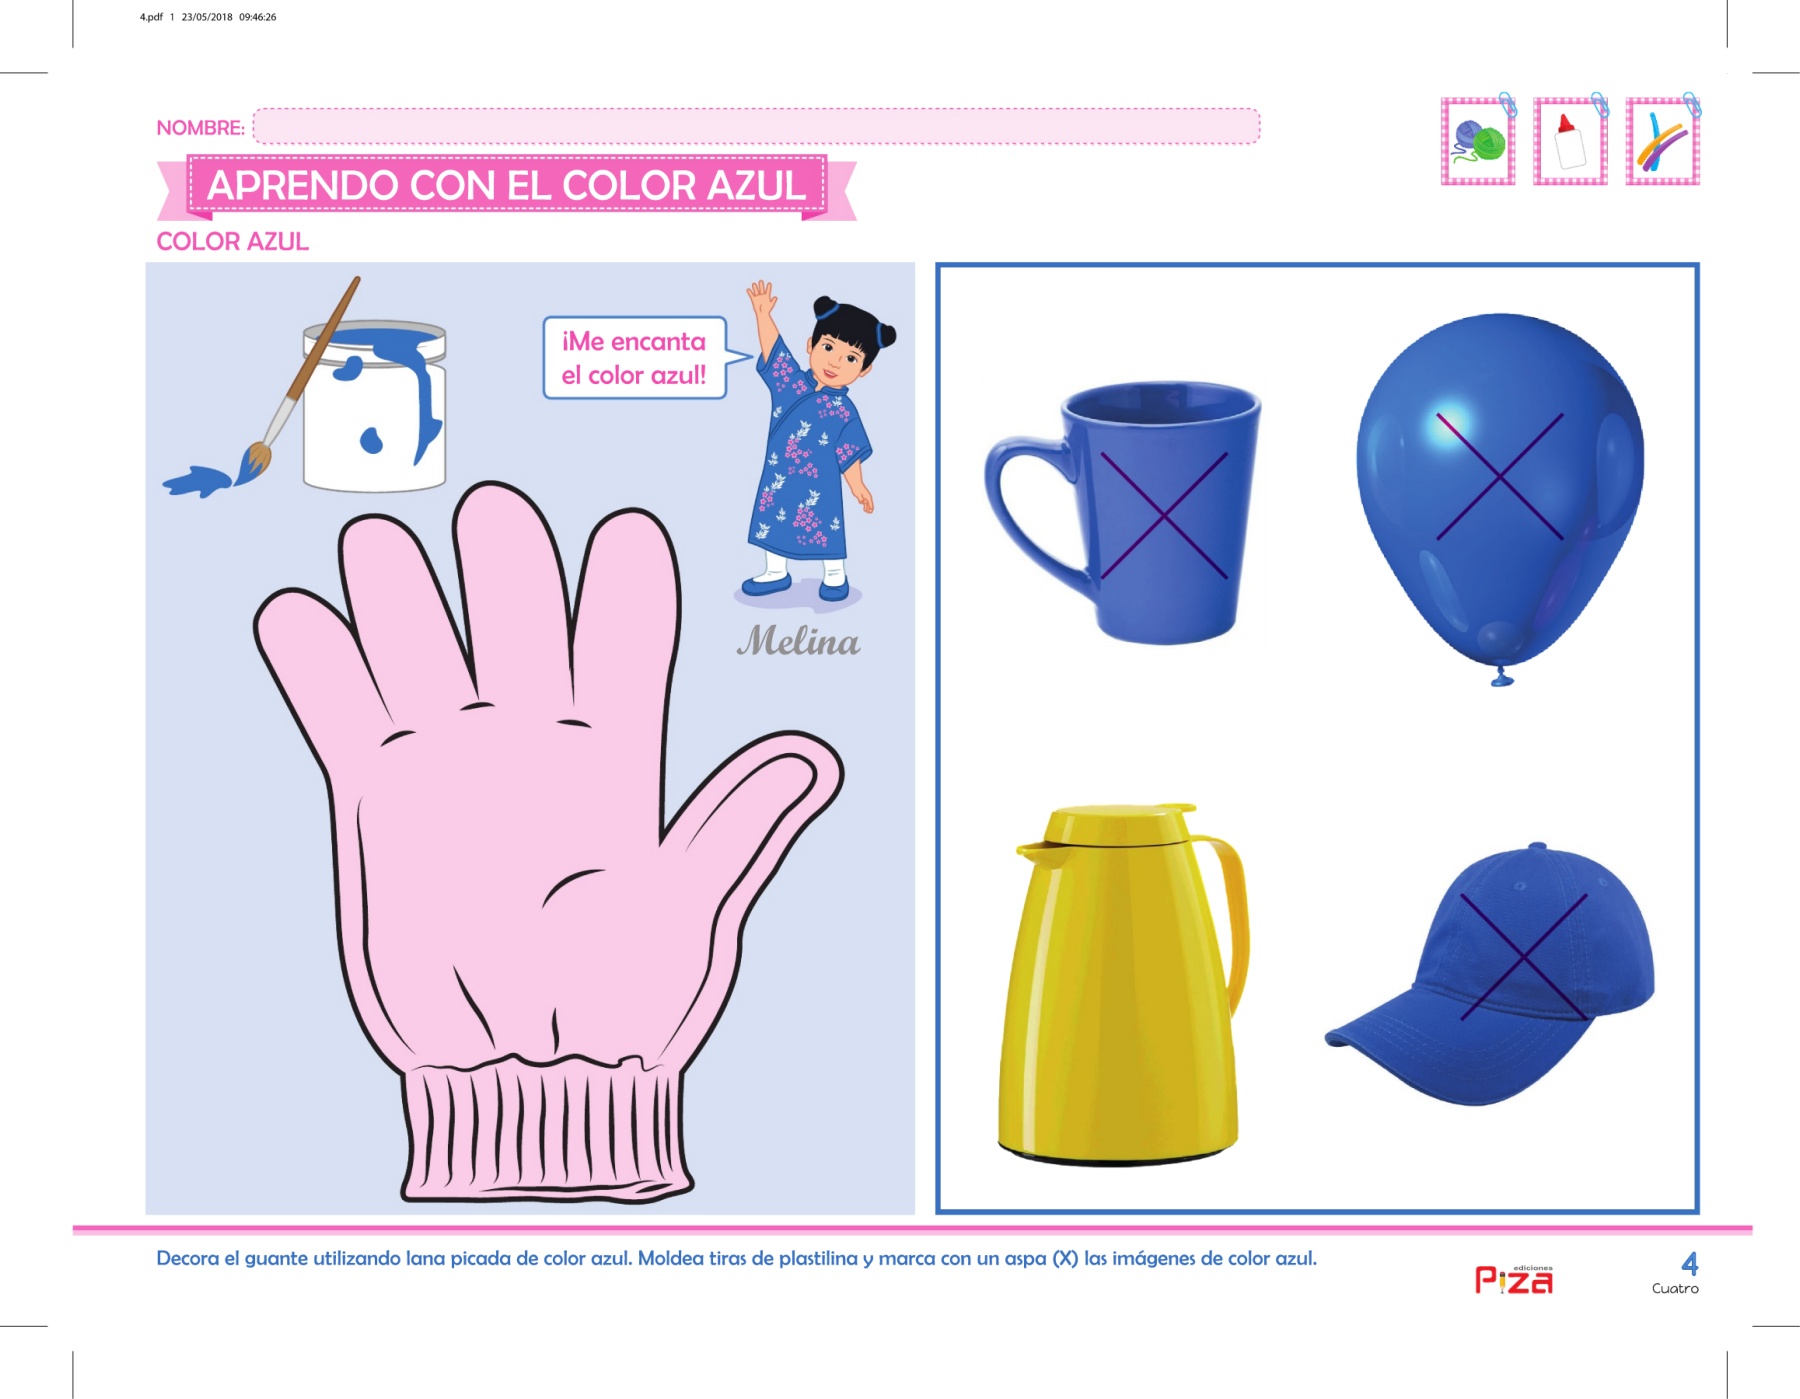 4.pdf 1 23/05/2018 09:46:26
NOMBRE:
APRENDO CON EL COLOR AZUL
COLOR AZUL
¡Me encanta
el color azul!
Melina
Decora el guante utilizando lana picada de color azul. Moldea tiras de plastilina y marca con un aspa (X) las imágenes de color azul.
ediciones
Piza
4
Cuatro